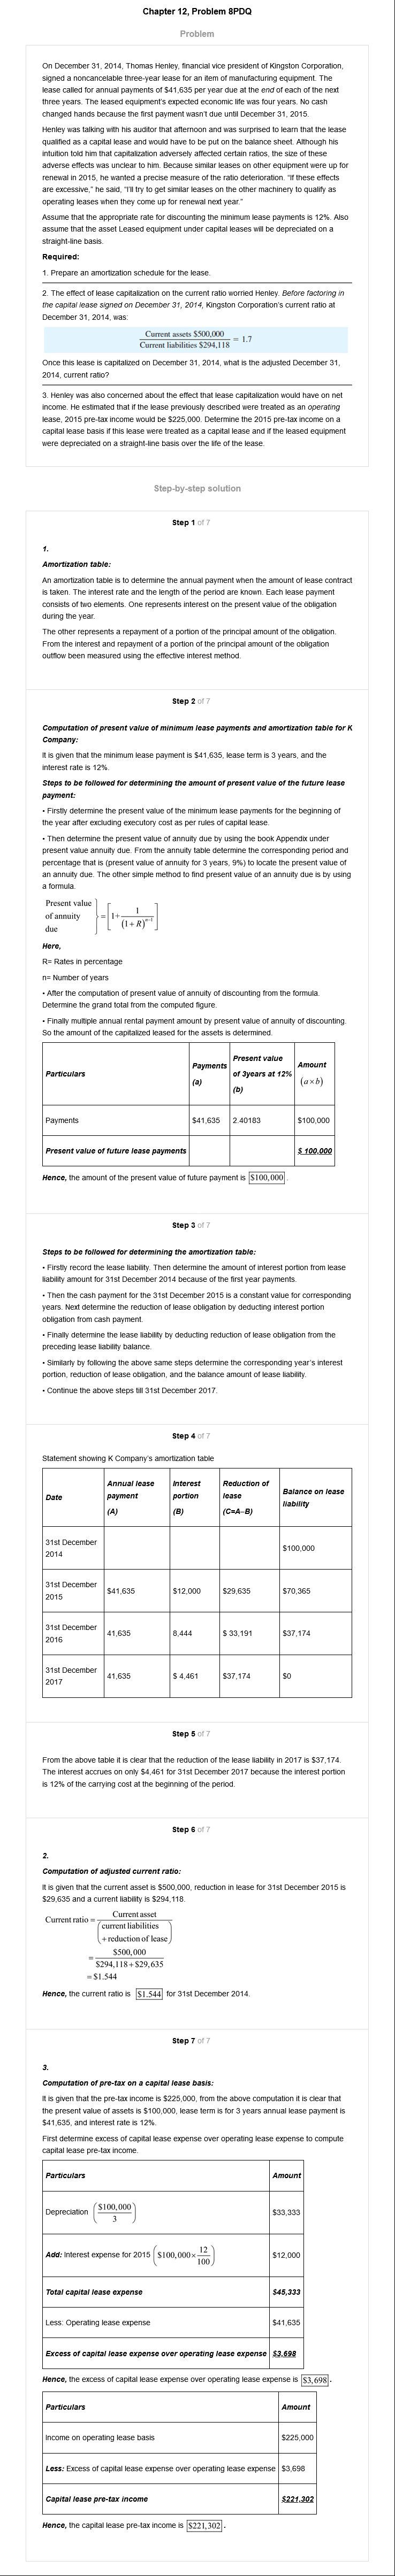 Chapter 12, Problem 8PDQ
Problem
On December 31, 2014, Thomas Henley, financial vice president of Kingston Corporation,
signed a noncancelable three-year lease for an item of manufacturing equipment. The
lease called for annual payments of $41,635 per year due at the end of each of the next
three years. The leased equipment's expected economic life was four years. No cash
changed hands because the first payment wasn't due until December 31, 2015.
Henley was talking with his auditor that afternoon and was surprised to learn that the lease
qualified as a capital lease and would have to be put on the balance sheet. Although his
intuition told him that capitalization adversely affected certain ratios, the size of these
adverse effects was unclear to him. Because similar leases on other equipment were up for
renewal in 2015, he wanted a precise measure of the ratio deterioration. "If these effects
are excessive," he said, "I'll try to get similar leases on the other machinery to qualify as
operating leases when they come up for renewal next year."
Assume that the appropriate rate for discounting the minimum lease payments is 12%. Also
assume that the asset Leased equipment under capital leases will be depreciated on a
straight-line basis.
Required:
1. Prepare an amortization schedule for the lease.
2. The effect of lease capitalization on the current ratio worried Henley. Before factoring in
the capital lease signed on December 31, 2014, Kingston Corporation's current ratio at
December 31, 2014, was:
Current assets $500,000
Current liabilities $294,118 = 1.7
Once this lease is capitalized on December 31, 2014, what is the adjusted December 31,
2014, current ratio?
3. Henley was also concerned about the effect that lease capitalization would have on net
income. He estimated that if the lease previously described were treated as an operating
lease, 2015 pre-tax income would be $225,000. Determine the 2015 pre-tax income on a
capital lease basis if this lease were treated as a capital lease and if the leased equipment
were depreciated on a straight-line basis over the life of the lease.
Step-by-step solution
Step 1 of 7
1.
Amortization table:
An amortization table is to determine the annual payment when the amount of lease contract
is taken. The interest rate and the length of the period are known. Each lease payment
consists of two elements. One represents interest on the present value of the obligation
during the year.
The other represents a repayment of a portion of the principal amount of the obligation.
From the interest and repayment of a portion of the principal amount of the obligation
outflow been measured using the effective interest method.
Step 2 of 7
Computation of present value of minimum lease payments and amortization table for K
Company:
It is given that the minimum lease payment is $41,635, lease term is 3 years, and the
interest rate is 12%.
Steps to be followed for determining the amount of present value of the future lease
payment:
• Firstly determine the present value of the minimum lease payments for the beginning of
the year after excluding executory cost as per rules of capital lease.
• Then determine the present value of annuity due by using the book Appendix under
present value annuity due. From the annuity table determine the corresponding period and
percentage that is (present value of annuity for 3 years, 9%) to locate the present value of
an annuity due. The other simple method to find present value of an annuity due is by using
a formula.
Present value
of annuity
due } = [1+ 1/(1+R)^n-1]
Here,
R= Rates in percentage
n= Number of years
• After the computation of present value of annuity of discounting from the formula.
Determine the grand total from the computed figure.
• Finally multiple annual rental payment amount by present value of annuity of discounting.
So the amount of the capitalized leased for the assets is determined.
Particulars Payments (a) Present value of 3years at 12% (b) Amount (a×b)
Payments $41,635 2.40183 $100,000
Present value of future lease payments $ 100,000
Hence, the amount of the present value of future payment is $100,000.
Step 3 of 7
Steps to be followed for determining the amortization table:
• Firstly record the lease liability. Then determine the amount of interest portion from lease
liability amount for 31st December 2014 because of the first year payments.
• Then the cash payment for the 31st December 2015 is a constant value for corresponding
years. Next determine the reduction of lease obligation by deducting interest portion
obligation from cash payment.
• Finally determine the lease liability by deducting reduction of lease obligation from the
preceding lease liability balance.
• Similarly by following the above same steps determine the corresponding year's interest
portion, reduction of lease obligation, and the balance amount of lease liability.
• Continue the above steps till 31st December 2017.
Step 4 of 7
Statement showing K Company's amortization table
Date Annual lease payment (A) Interest portion (B) Reduction of lease (C=A–B) Balance on lease liability
31st December 2014 $100,000
31st December 2015 $41,635 $12,000 $29,635 $70,365
31st December 2016 41,635 8,444 $ 33,191 $37,174
31st December 2017 41,635 $ 4,461 $37,174 $0
Step 5 of 7
From the above table it is clear that the reduction of the lease liability in 2017 is $37,174.
The interest accrues on only $4,461 for 31st December 2017 because the interest portion
is 12% of the carrying cost at the beginning of the period.
Step 6 of 7
2.
Computation of adjusted current ratio:
It is given that the current asset is $500,000, reduction in lease for 31st December 2015 is
$29,635 and a current liability is $294,118.
Current ratio = Current asset
(current liabilities
+reduction of lease)
= $500,000
$294,118+$29,635
= $1.544
Hence, the current ratio is $1.544 for 31st December 2014.
Step 7 of 7
3.
Computation of pre-tax on a capital lease basis:
It is given that the pre-tax income is $225,000, from the above computation it is clear that
the present value of assets is $100,000, lease term is for 3 years annual lease payment is
$41,635, and interest rate is 12%.
First determine excess of capital lease expense over operating lease expense to compute
capital lease pre-tax income.
Particulars Amount
Depreciation ($100,000/3) $33,333
Add: Interest expense for 2015 ($100,000×12/100) $12,000
Total capital lease expense $45,333
Less: Operating lease expense $41,635
Excess of capital lease expense over operating lease expense $3,698
Hence, the excess of capital lease expense over operating lease expense is $3,698.
Particulars Amount
Income on operating lease basis $225,000
Less: Excess of capital lease expense over operating lease expense $3,698
Capital lease pre-tax income $221,302
Hence, the capital lease pre-tax income is $221,302.